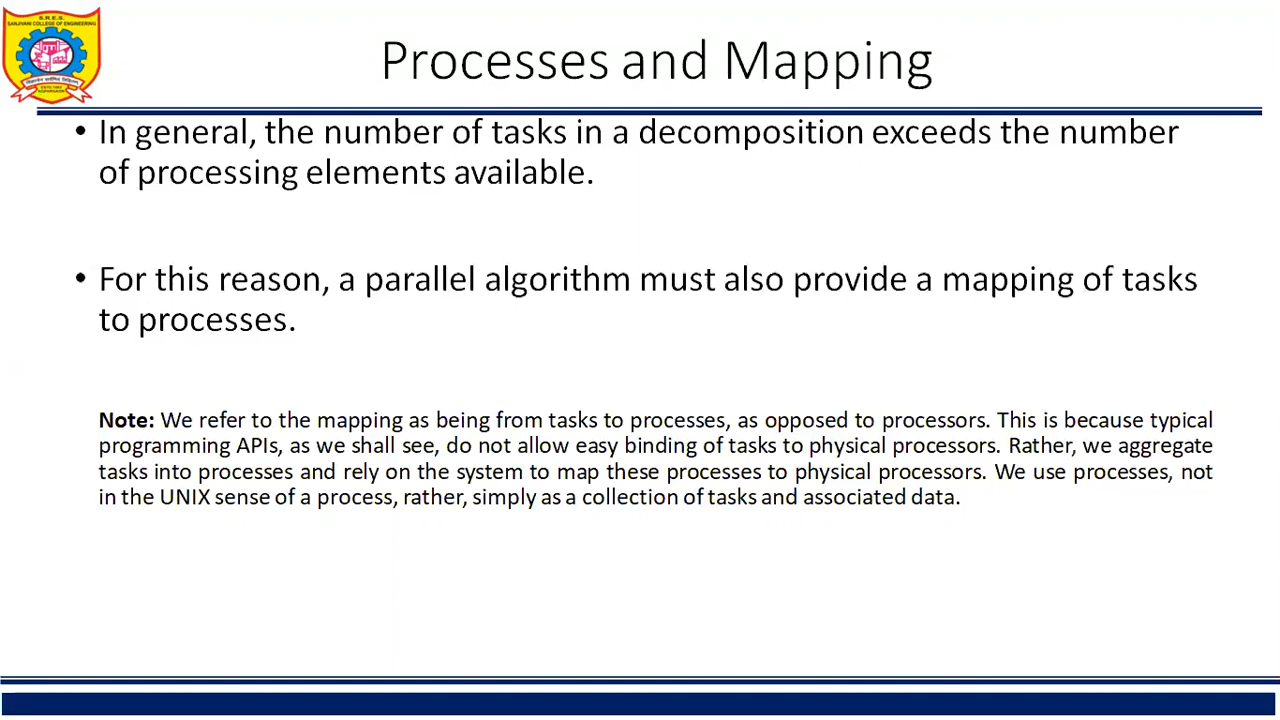 S.R.E.S.
SANJIVANI COLLEGE OF ENGINEERING
Processes and Mapping
• In general, the number of tasks in a decomposition exceeds the number
of processing elements available.
• For this reason, a parallel algorithm must also provide a mapping of tasks
to processes.
Note: We refer to the mapping as being from tasks to processes, as opposed to processors. This is because typical
programming APIs, as we shall see, do not allow easy binding of tasks to physical processors. Rather, we aggregate
tasks into processes and rely on the system to map these processes to physical processors. We use processes, not
in the UNIX sense of a process, rather, simply as a collection of tasks and associated data.